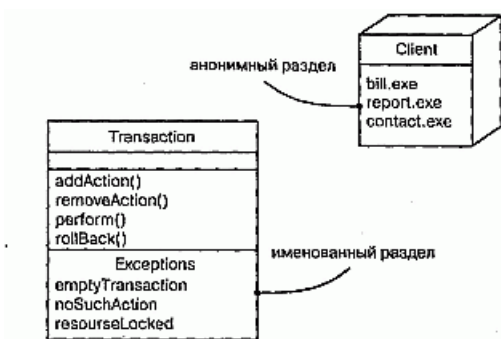 Client
анонимный раздел
bill.exe
report.exe
contact.exe
Transaction
addAction()
removeAction()
perform()
rollBack()
Exceptions
именованный раздел
emptyTransaction
noSuchAction
resourseLocked